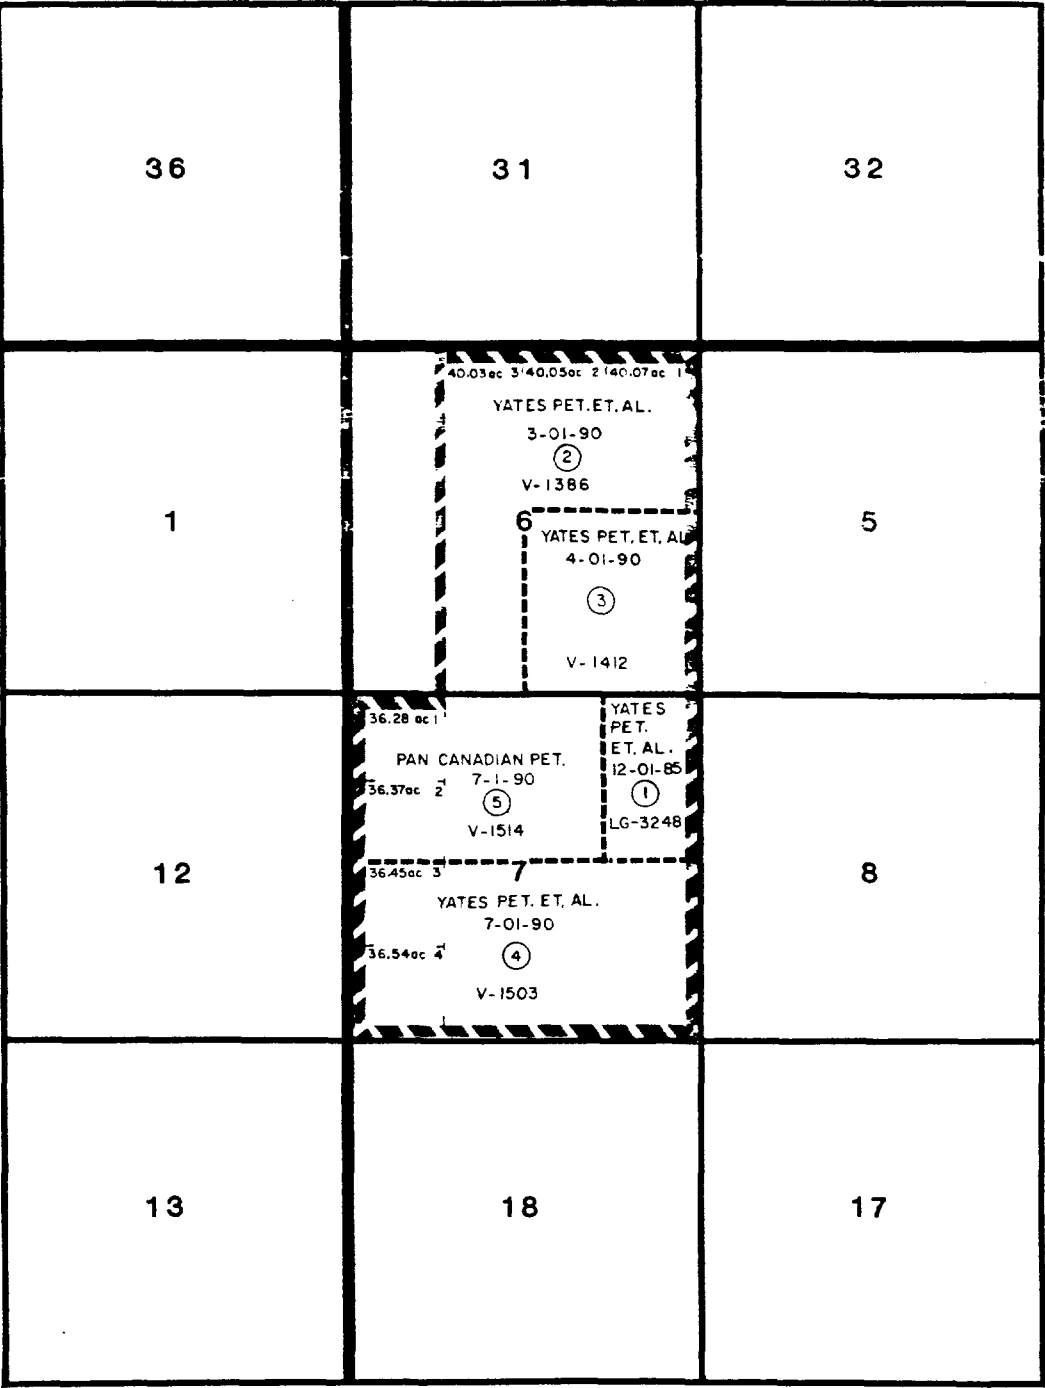 36
31
32
40.03ac 3 40.05ac 2 40.07ac 1
YATES PET. ET. AL.
3-01-90
2
V-1386
1
6
5
YATES PET. ET. AL
4-01-90
3
V-1412
36.28 ac 1
YATES
PET.
ET. AL.
12-01-85
1
LG-3248
PAN CANADIAN PET.
7-1-90
36.37ac 2
5
V-1514
12
36.45ac 3
7
8
YATES PET. ET. AL.
7-01-90
36.54ac 4
4
V-1503
13
18
17